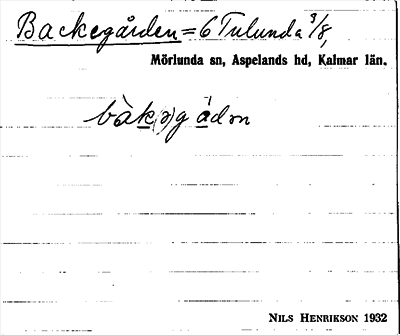 Backegården = 6 Tulunda 3/8,
Mörlunda sn, Aspelands hd, Kalmar län.
bàk(ə)gådən
NILS HENRIKSON 1932